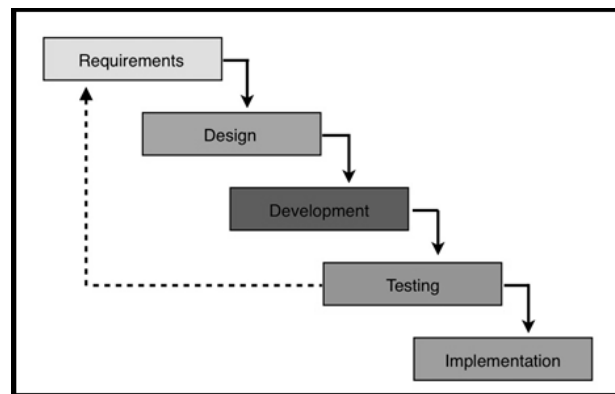 Requirements
Design
Development
Testing
Implementation